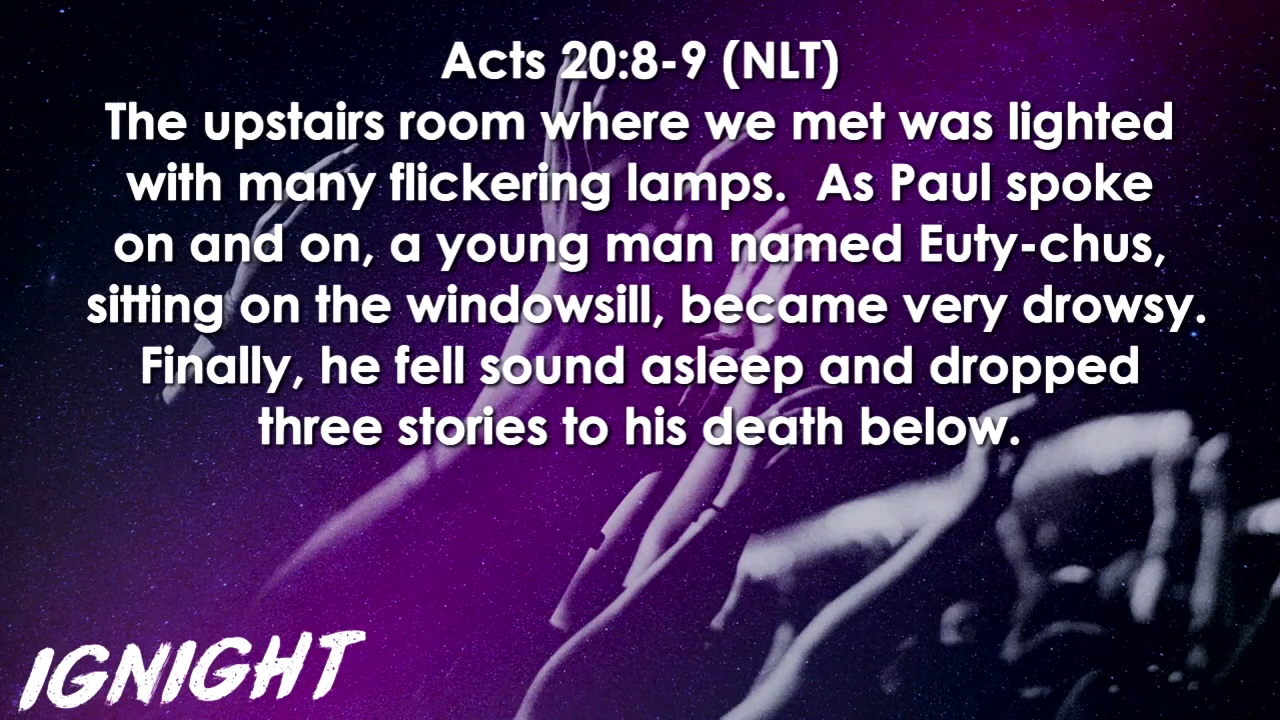 Acts 20:8-9 (NLT)
The upstairs room where we met was lighted
with many flickering lamps.  As Paul spoke
on and on, a young man named Euty-chus,
sitting on the windowsill, became very drowsy.
Finally, he fell sound asleep and dropped
three stories to his death below.
IGNIGHT